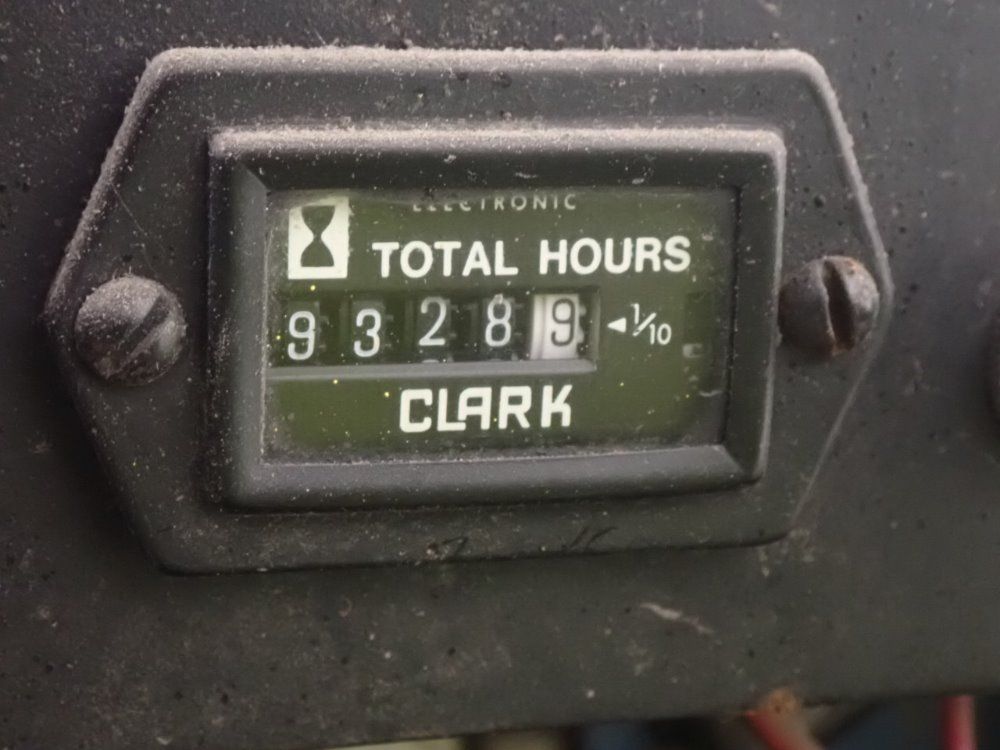 ELECTRONIC
TOTAL HOURS
93289 ◄1/10
CLARK